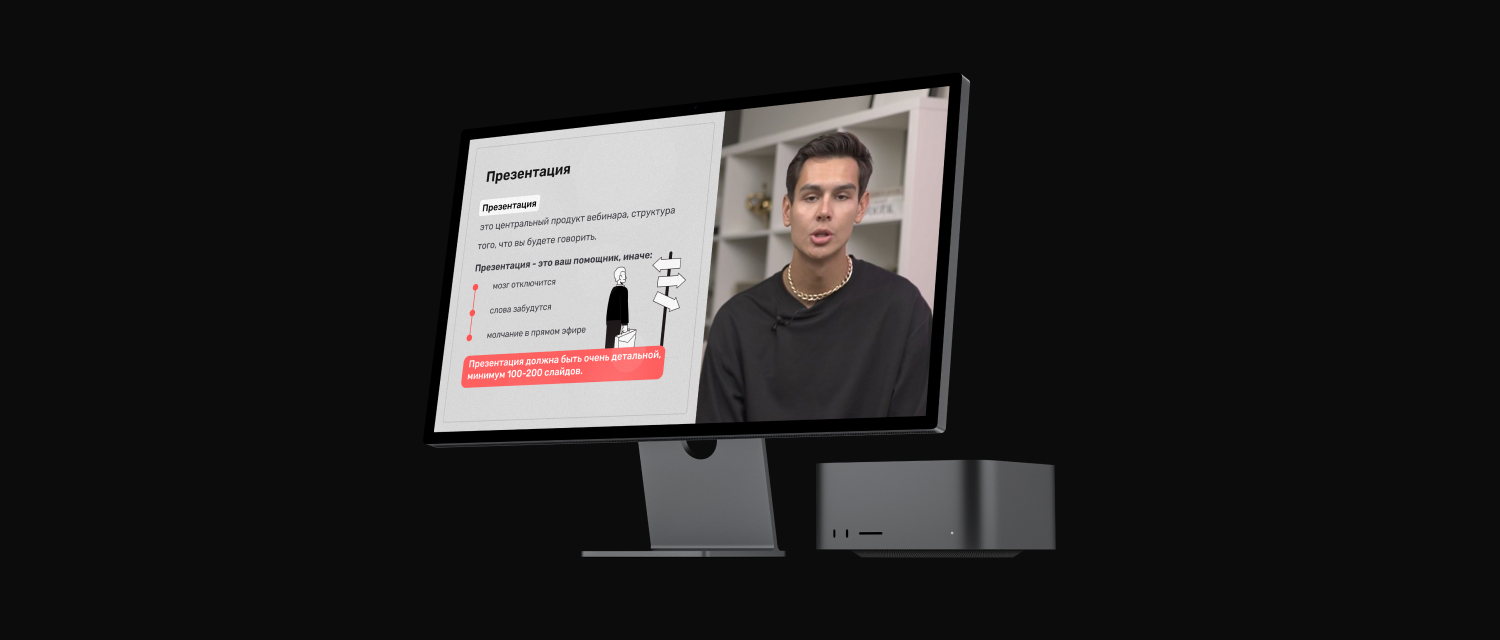 Презентация
Презентация
это центральный продукт вебинара, структура
того, что вы будете говорить.
Презентация - это ваш помощник, иначе:
мозг отключится
слова забудутся
молчание в прямом эфире
Презентация должна быть очень детальной,
минимум 100-200 слайдов.